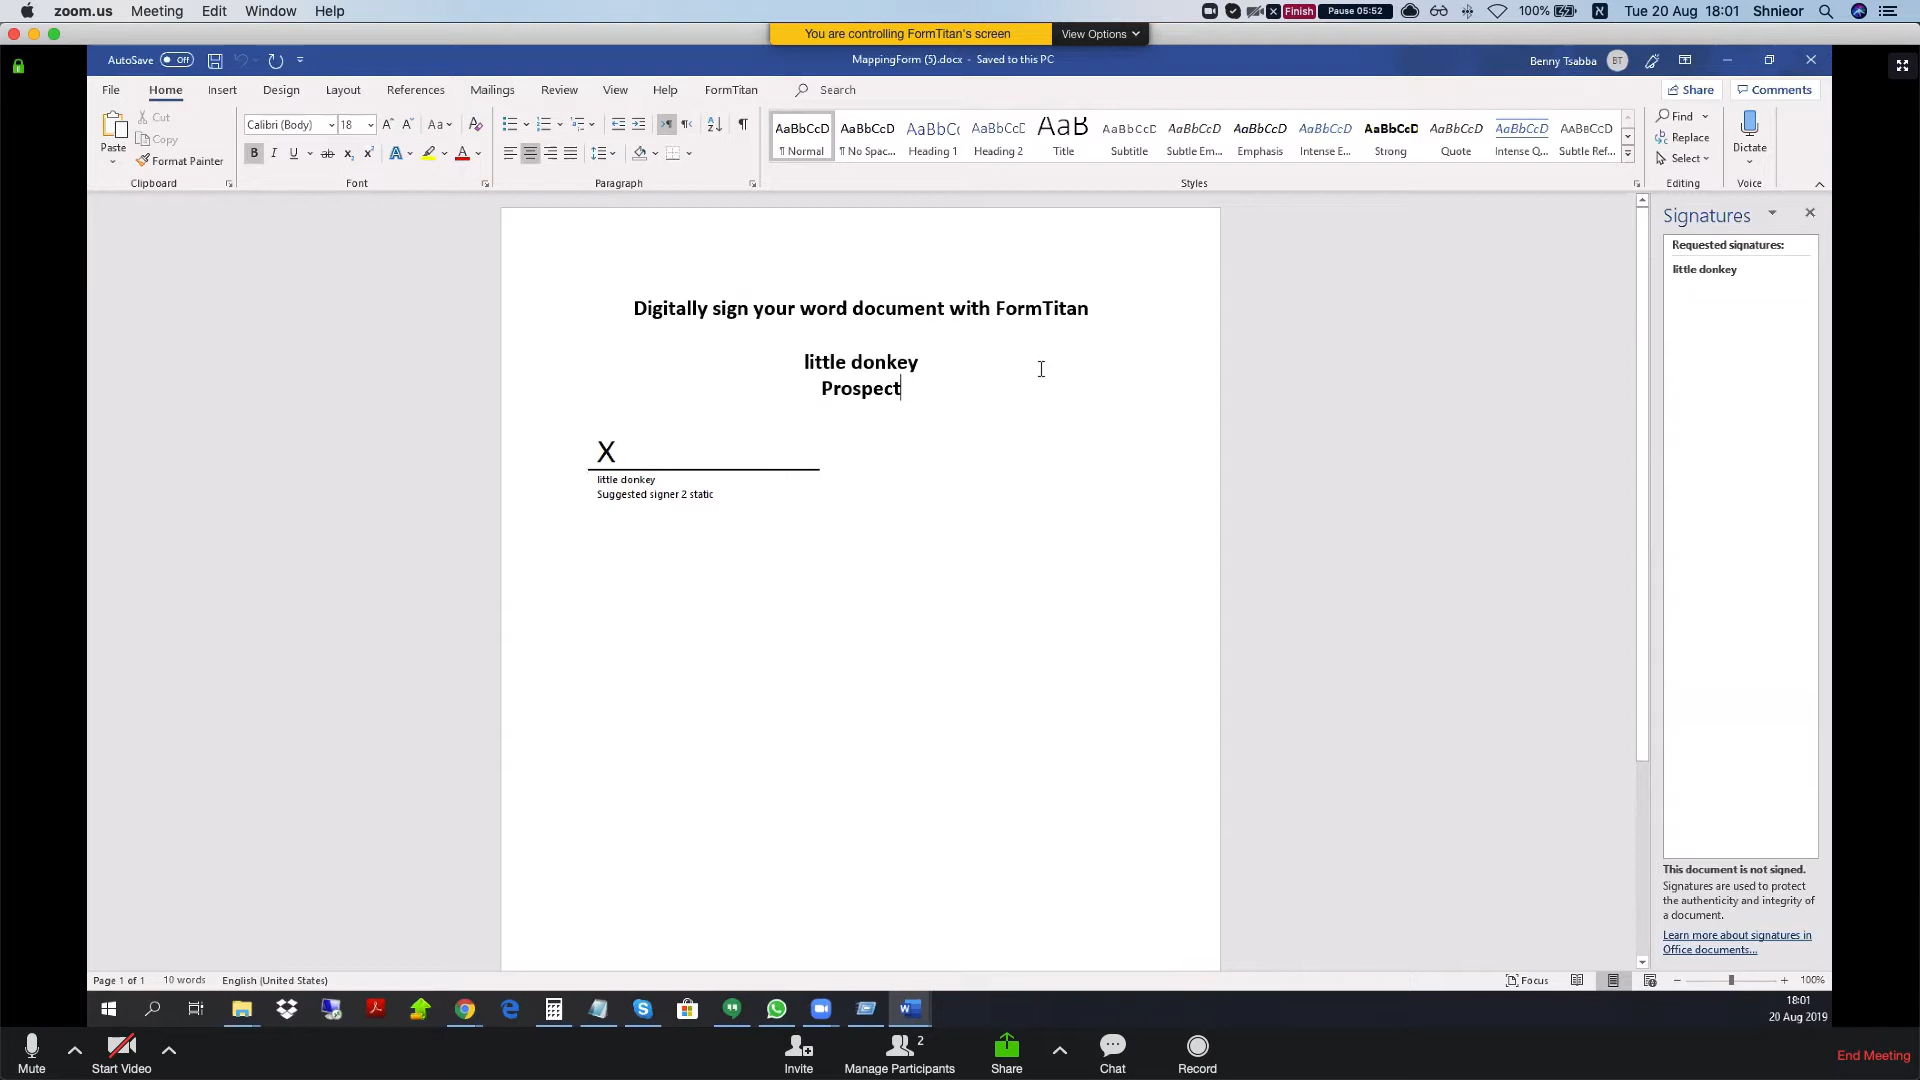 zoom.us Meeting Edit Window Help
Finish Pause 05:52 100% Tue 20 Aug 18:01 Shnieor
You are controlling FormTitan's screen View Options
AutoSave Off
MappingForm (5).docx - Saved to this PC
Benny Tsabba BT
File Home Insert Design Layout References Mailings Review View Help FormTitan Search
Share Comments
Paste
Cut
Copy
Format Painter
Clipboard
Calibri (Body) 18
Font
Paragraph
AaBbCcD AaBbCcD AaBbC AaBbCcC AaB AaBbCcD AaBbCcD AaBbCcD AaBbCcD AaBbCcD AaBbCcD AaBbCcD AaBbCcD
¶ Normal ¶ No Spac... Heading 1 Heading 2 Title Subtitle Subtle Em... Emphasis Intense E... Strong Quote Intense Q... Subtle Ref...
Styles
Find
Replace
Select
Editing
Dictate
Voice
Digitally sign your word document with FormTitan
little donkey
Prospect
X
little donkey
Suggested signer 2 static
Signatures
Requested signatures:
little donkey
This document is not signed.
Signatures are used to protect
the authenticity and integrity of
a document.
Learn more about signatures in
Office documents...
Page 1 of 1 10 words English (United States)
Focus 100%
18:01
20 Aug 2019
Mute Start Video Invite Manage Participants 2 Share Chat Record End Meeting